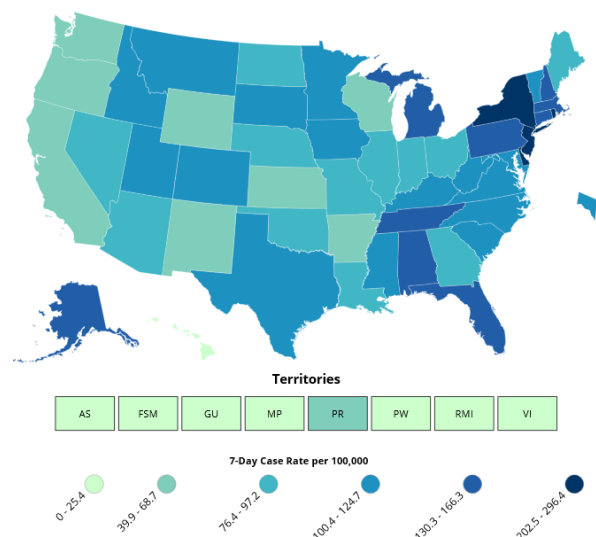 Territories
AS FSM GU MP PR PW RMI VI
7-Day Case Rate per 100,000
0 - 25.4 39.9 - 68.7 76.4 - 97.2 100.4 - 124.7 130.3 - 166.3 202.5 - 296.4